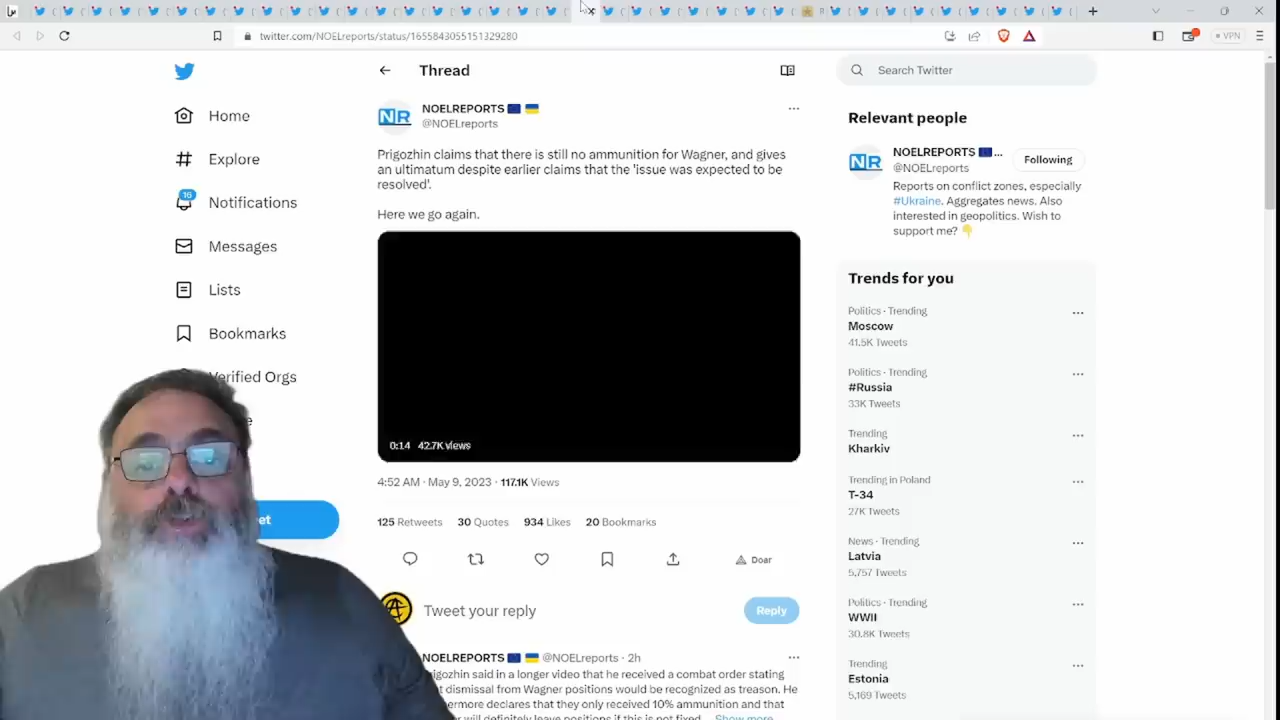 twitter.com/NOELreports/status/1655843055151329280
VPN
Home
Explore
16
Notifications
Messages
Lists
Bookmarks
Verified Orgs
Thread
NOELREPORTS
@NOELreports
NR
Prigozhin claims that there is still no ammunition for Wagner, and gives
an ultimatum despite earlier claims that the 'issue was expected to be
resolved'.
Here we go again.
0:14 42.7K views
4:52 AM · May 9, 2023 · 117.1K Views
125 Retweets 30 Quotes 934 Likes 20 Bookmarks
Doar
Tweet your reply
Reply
NOELREPORTS @NOELreports · 2h
igozhin said in a longer video that he received a combat order stating
t dismissal from Wagner positions would be recognized as treason. He
ermore declares that they only received 10% ammunition and that
er will definitely leave positions if this is not fixed... Show more
Search Twitter
Relevant people
NR
NOELREPORTS ...
@NOELreports
Following
Reports on conflict zones, especially
#Ukraine. Aggregates news. Also
interested in geopolitics. Wish to
support me?
Trends for you
Politics · Trending
Moscow
41.5K Tweets
Politics · Trending
#Russia
33K Tweets
Trending
Kharkiv
Trending in Poland
T-34
27K Tweets
News · Trending
Latvia
5,757 Tweets
Politics · Trending
WWII
30.8K Tweets
Trending
Estonia
5,169 Tweets